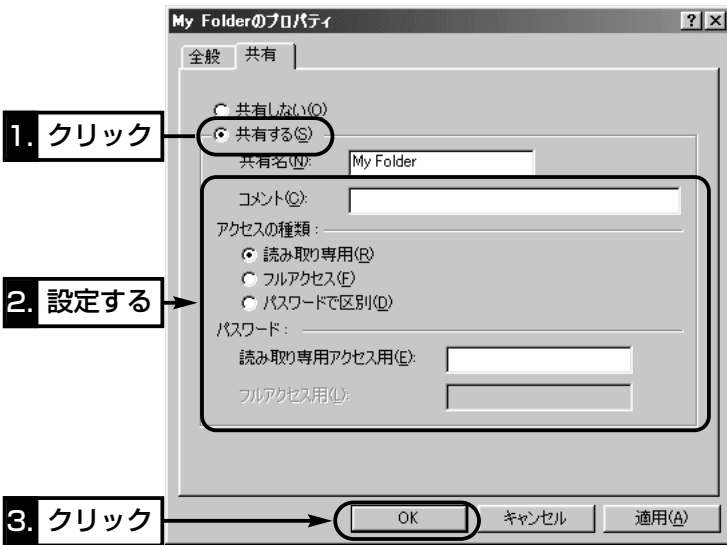 My Folderのプロパティ
全般 共有
共有しない(O)
1. クリック
共有する(S)
共有名(N): My Folder
コメント(C):
アクセスの種類:
読み取り専用(R)
フルアクセス(F)
2. 設定する
パスワードで区別(D)
パスワード:
読み取り専用アクセス用(E):
フルアクセス用(L):
3. クリック
OK キャンセル 適用(A)